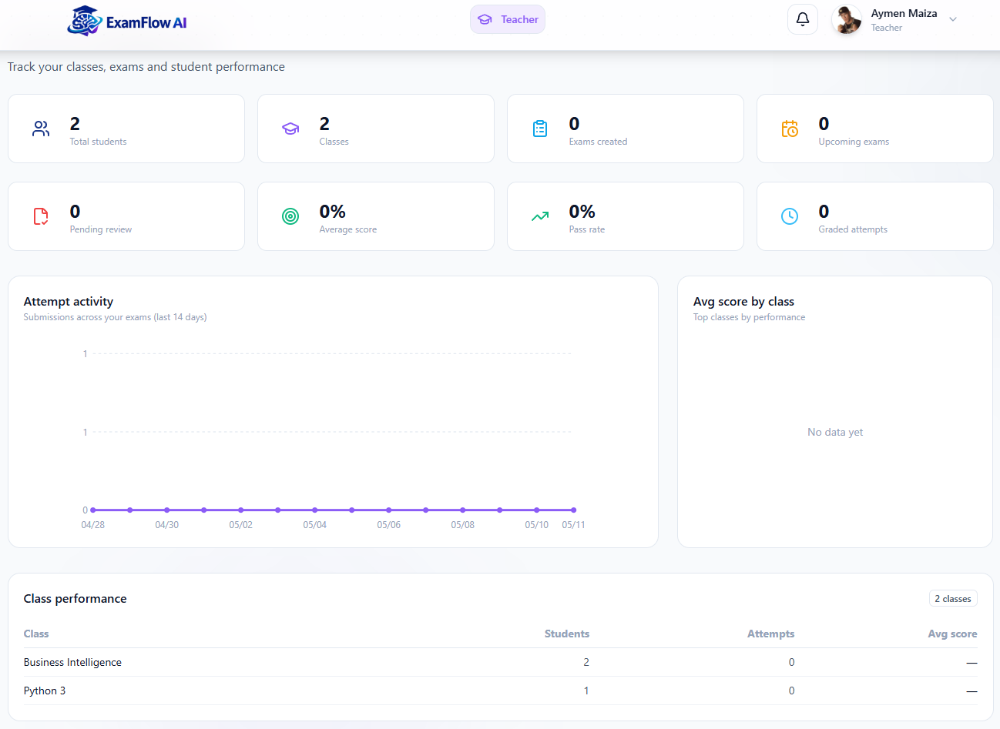 ExamFlow AI
Teacher
Aymen Maiza
Teacher
Track your classes, exams and student performance
2
Total students
2
Classes
0
Exams created
0
Upcoming exams
0
Pending review
0%
Average score
0%
Pass rate
0
Graded attempts
Attempt activity
Submissions across your exams (last 14 days)
1
1
0
04/28 04/30 05/02 05/04 05/06 05/08 05/10 05/11
Avg score by class
Top classes by performance
No data yet
Class performance
2 classes
Class Students Attempts Avg score
Business Intelligence 2 0 —
Python 3 1 0 —